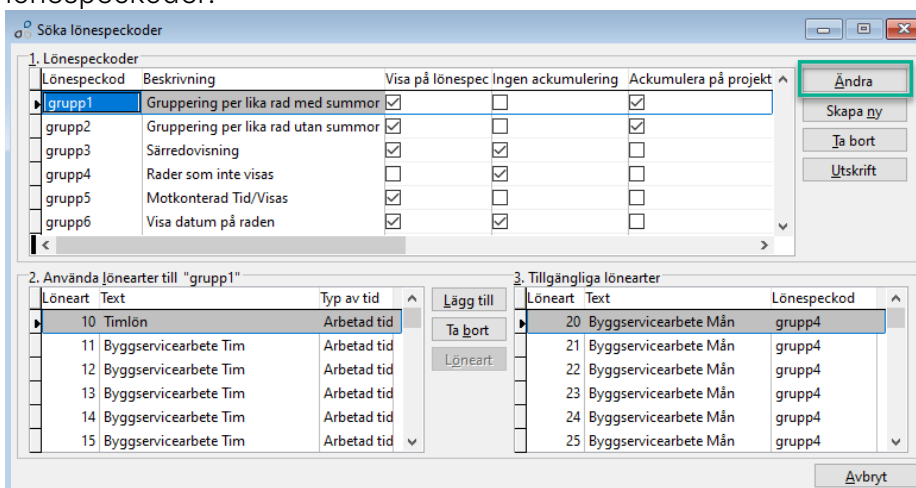 lönespeckoder.
Söka lönespeckoder
1. Lönespeckoder
Lönespeckod Beskrivning Visa på lönespec Ingen ackumulering Ackumulera på projekt
grupp1 Gruppering per lika rad med summor
grupp2 Gruppering per lika rad utan summor
grupp3 Särredovisning
grupp4 Rader som inte visas
grupp5 Motkonterad Tid/Visas
grupp6 Visa datum på raden
Ändra
Skapa ny
Ta bort
Utskrift
2. Använda lönearter till "grupp1"
Löneart Text Typ av tid
10 Timlön Arbetad tid
11 Byggservicearbete Tim Arbetad tid
12 Byggservicearbete Tim Arbetad tid
13 Byggservicearbete Tim Arbetad tid
14 Byggservicearbete Tim Arbetad tid
15 Byggservicearbete Tim Arbetad tid
Lägg till
Ta bort
Löneart
3. Tillgängliga lönearter
Löneart Text Lönespeckod
20 Byggservicearbete Mån grupp4
21 Byggservicearbete Mån grupp4
22 Byggservicearbete Mån grupp4
23 Byggservicearbete Mån grupp4
24 Byggservicearbete Mån grupp4
25 Byggservicearbete Mån grupp4
Avbryt